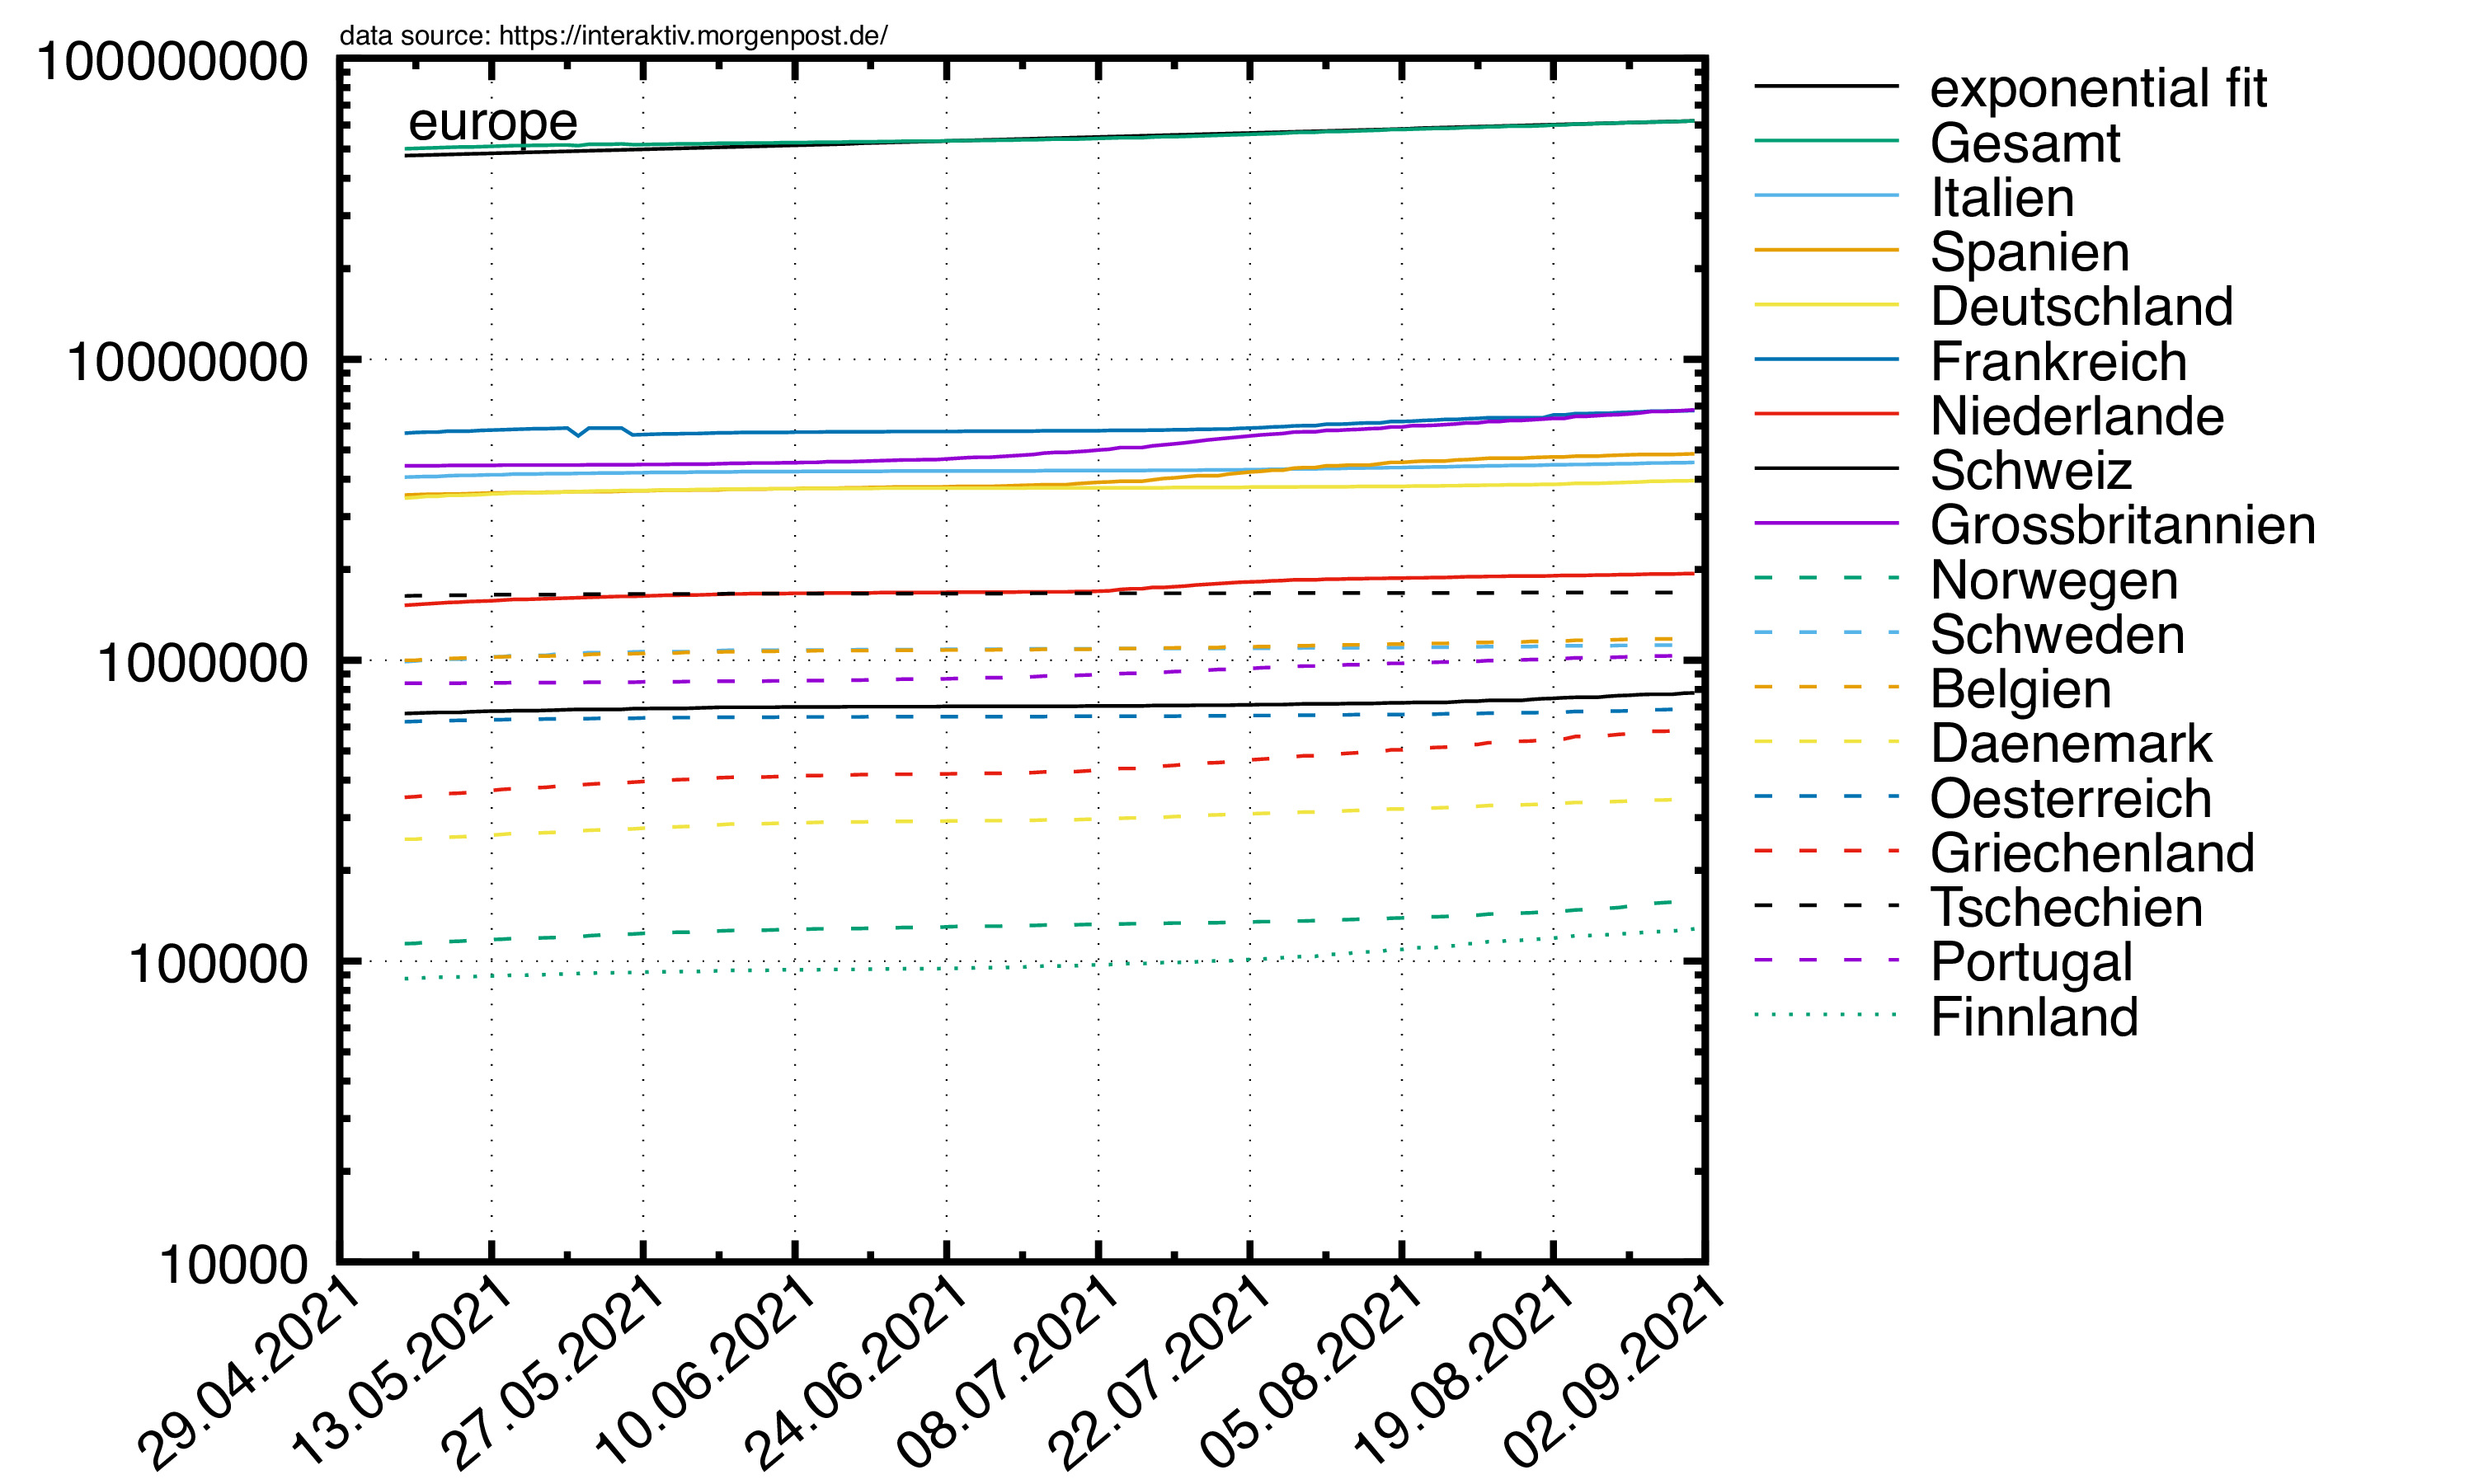 data source: https://interaktiv.morgenpost.de/
europe
100000000
10000000
1000000
100000
10000
29.04.2021
13.05.2021
27.05.2021
10.06.2021
24.06.2021
08.07.2021
22.07.2021
05.08.2021
19.08.2021
02.09.2021
exponential fit
Gesamt
Italien
Spanien
Deutschland
Frankreich
Niederlande
Schweiz
Grossbritannien
Norwegen
Schweden
Belgien
Daenemark
Oesterreich
Griechenland
Tschechien
Portugal
Finnland